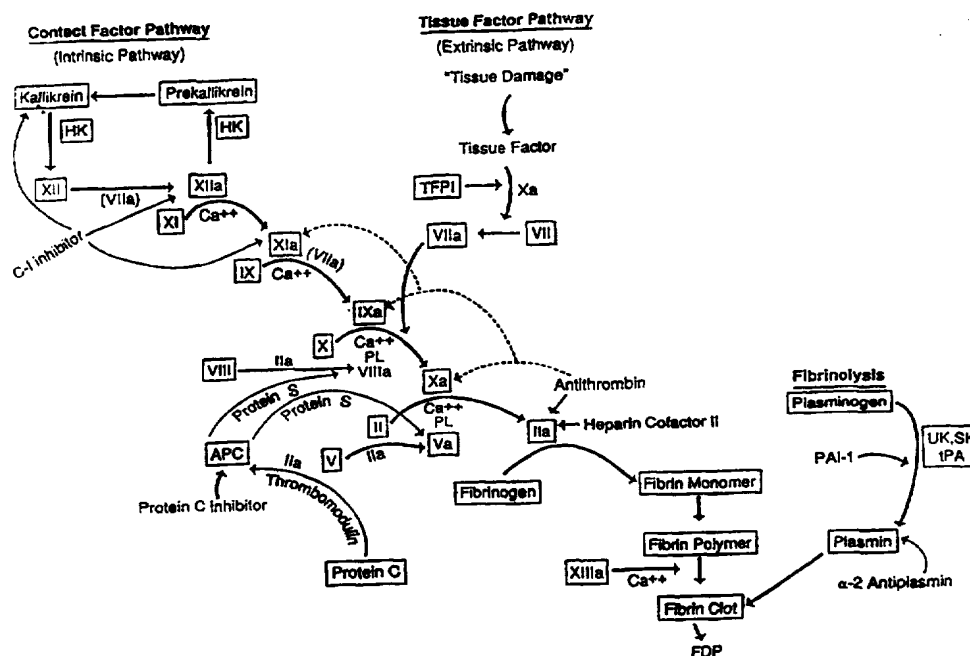 Contact Factor Pathway
(Intrinsic Pathway)
Tissue Factor Pathway
(Extrinsic Pathway)
"Tissue Damage"
Kallikrein
Prekallikrein
HK
HK
Tissue Factor
XII
(VIIa)
XIIa
TFPI
Xa
XI
Ca++
VIIa
VII
C-I inhibitor
XIa
IX
Ca++
(VIIa)
IXa
X
Ca++
PL
VIIIa
VIII
IIa
Xa
Protein S
Protein S
Antithrombin
Fibrinolysis
Plasminogen
Ca++
PL
II
IIa
Heparin Cofactor II
UK,SK
tPA
APC
V
IIa
Va
PAI-1
IIa
Thrombomodulin
Protein C Inhibitor
Fibrinogen
Fibrin Monomer
Fibrin Polymer
Plasmin
Protein C
XIIIa
Ca++
α-2 Antiplasmin
Fibrin Clot
FDP